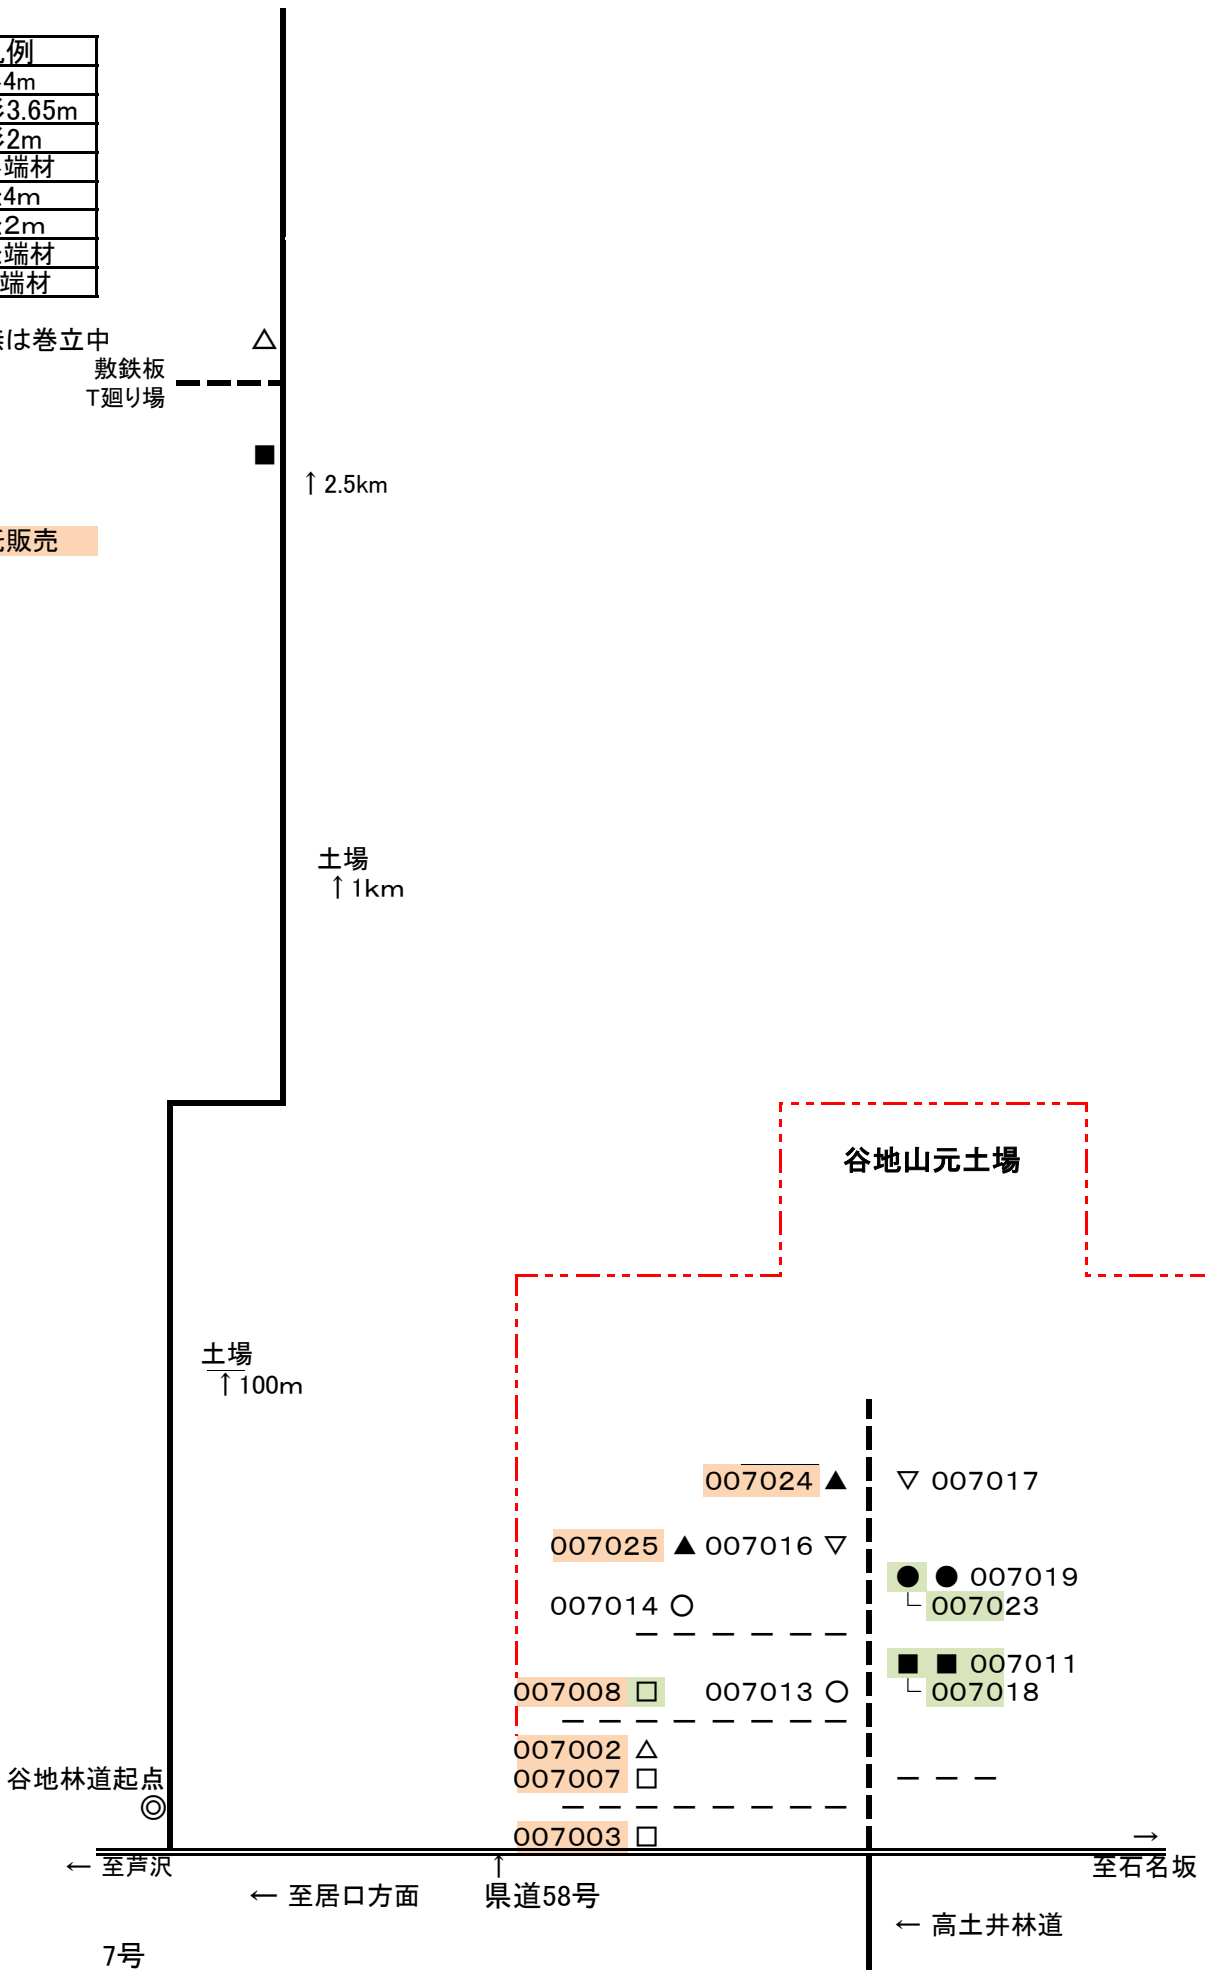 例
4m
3.65m
2m
端材
4m
2m
端材
端材
は巻立中
△
敷鉄板
T廻り場
■
↑ 2.5km
販売
土場
↑ 1km
谷地山元土場
土場
↑ 100m
007024 ▲ ▽ 007017
007025 ▲ 007016 ▽
● ● 007019
007014 ○ └ 007023
■ ■ 007011
007008 □ 007013 ○ └ 007018
007002 △
谷地林道起点 007007 □
◎
007003 □ →
← 至芦沢 ↑ 至石名坂
← 至居口方面 県道58号
← 高土井林道
7号